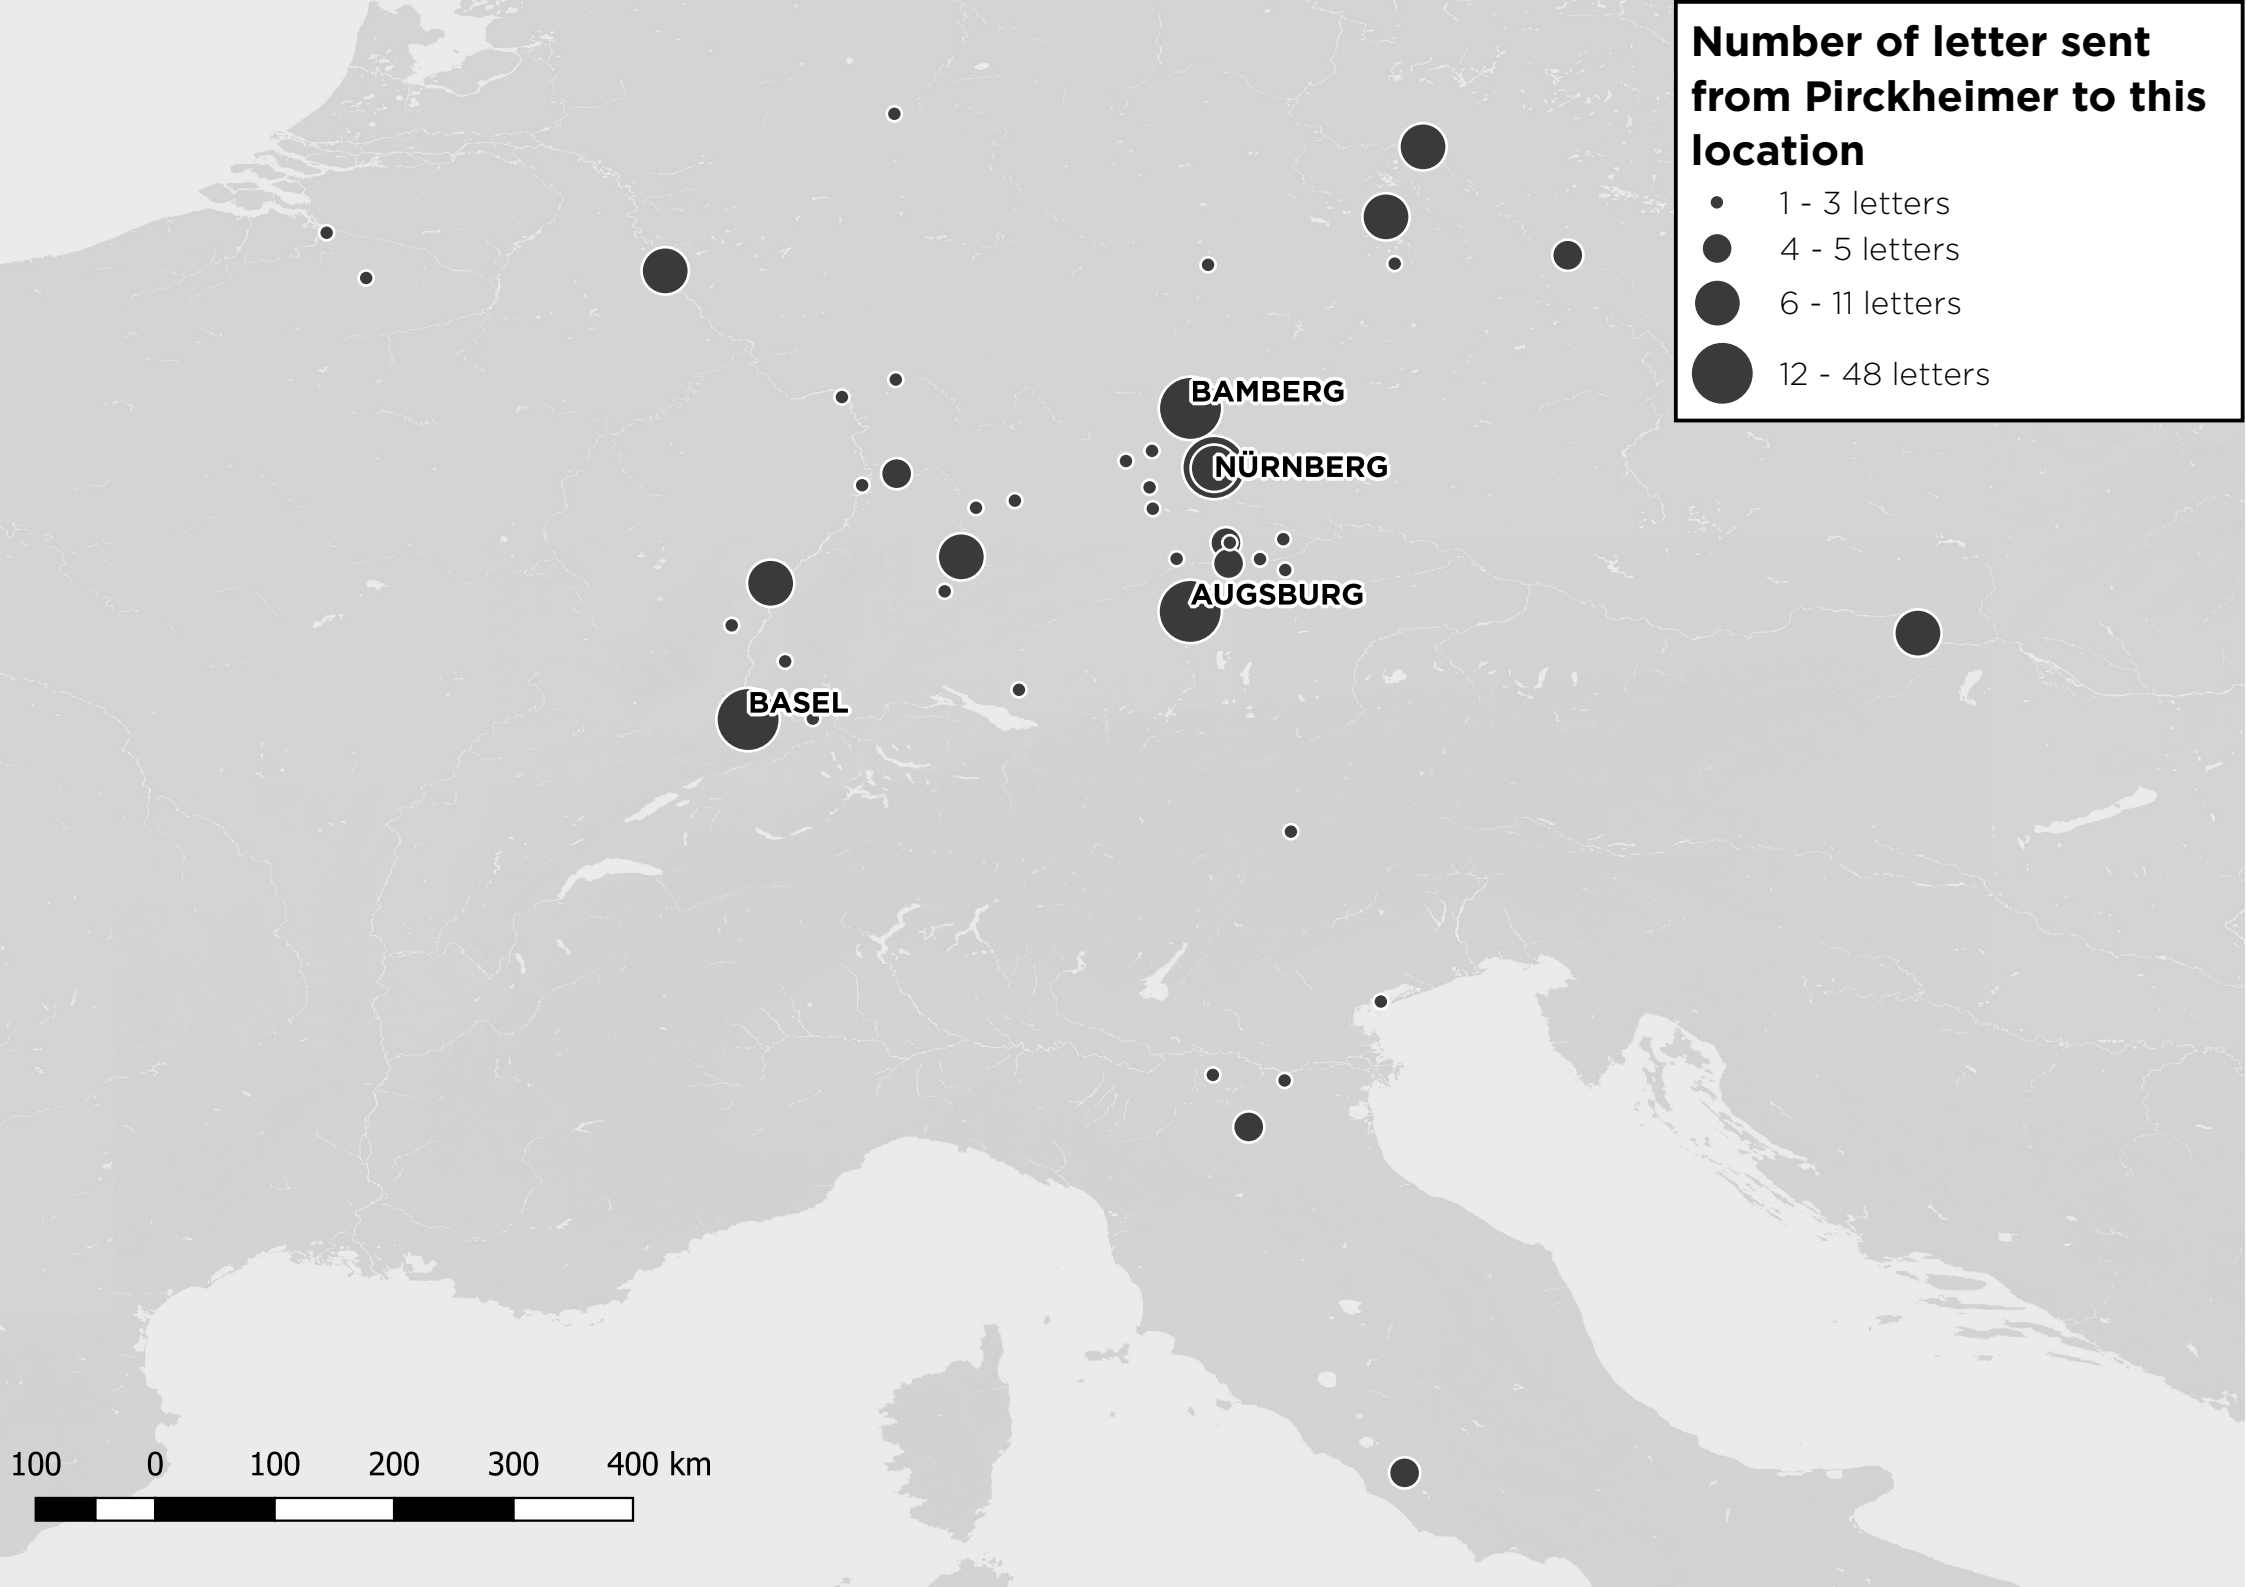 Number of letter sent
from Pirckheimer to this
location
1 - 3 letters
4 - 5 letters
6 - 11 letters
12 - 48 letters
BAMBERG
NÜRNBERG
AUGSBURG
BASEL
100 0 100 200 300 400 km